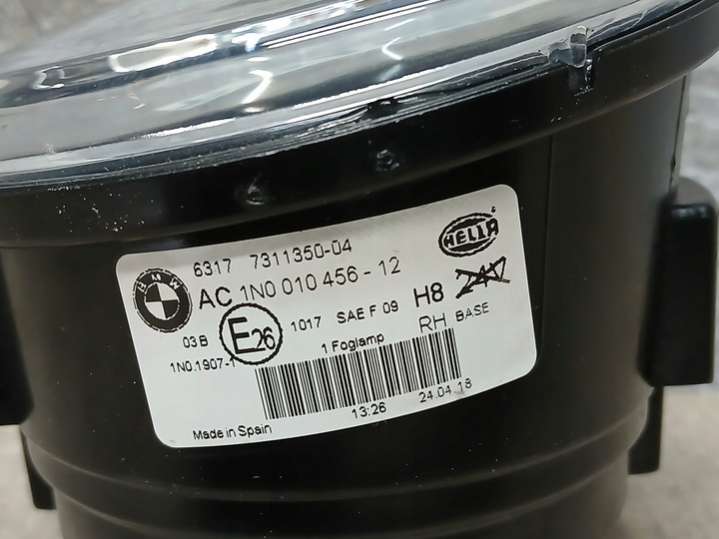 6317 7311350-04
HELLA
BMW
AC 1N0 010 456-12
03B E26 1017 SAE F 09 H8 24V
1N0.1907-1 1 Foglamp RH BASE
13:26 24.04.18
Made in Spain